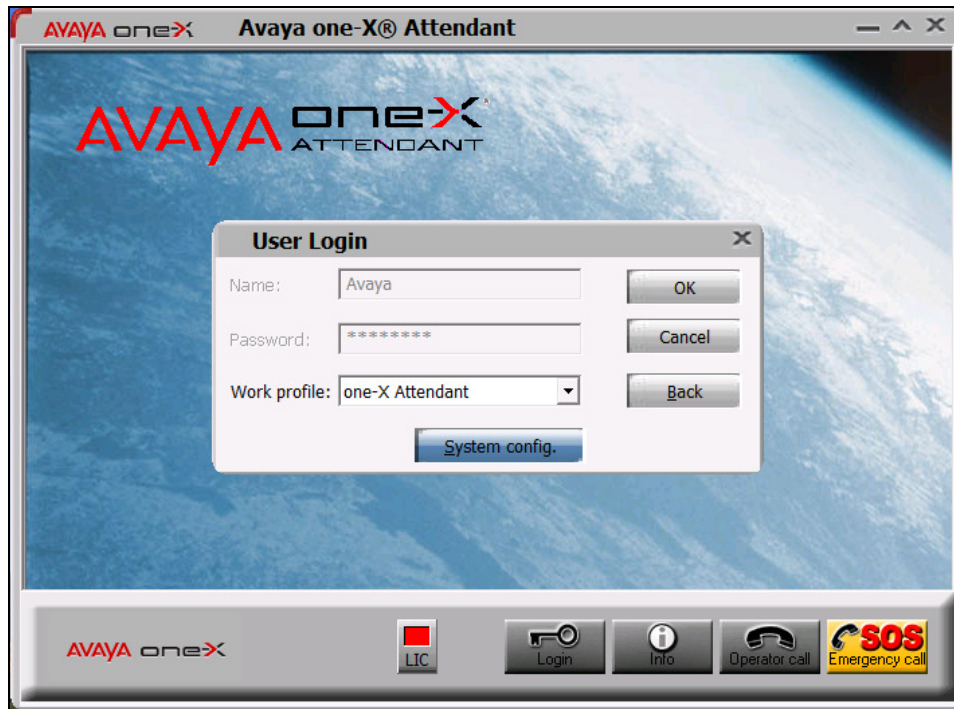 AVAYA one-X Avaya one-X® Attendant
AVAYA one-X®
ATTENDANT
User Login
Name: Avaya OK
Password: ******** Cancel
Work profile: one-X Attendant Back
System config.
AVAYA one-X LIC Login Info Operator call SOS Emergency call